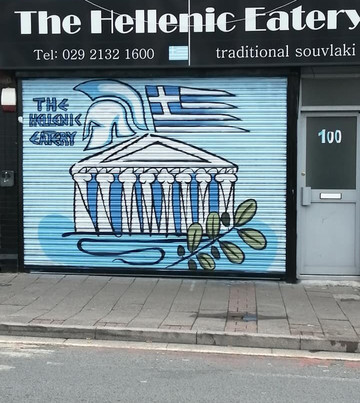 The Hellenic Eatery
Tel: 029 2132 1600
traditional souvlaki
THE
HELLENIC
EATERY
100